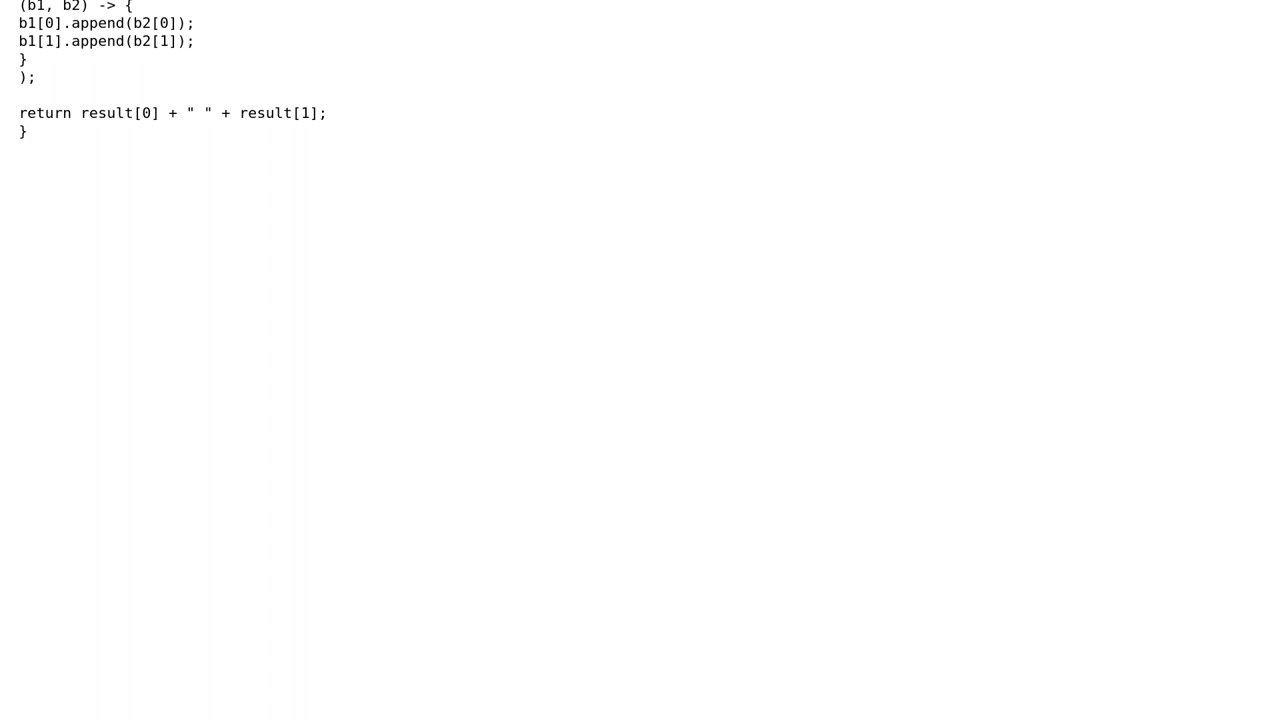 (b1, b2) -> {
b1[0].append(b2[0]);
b1[1].append(b2[1]);
}
);

return result[0] + " " + result[1];
}